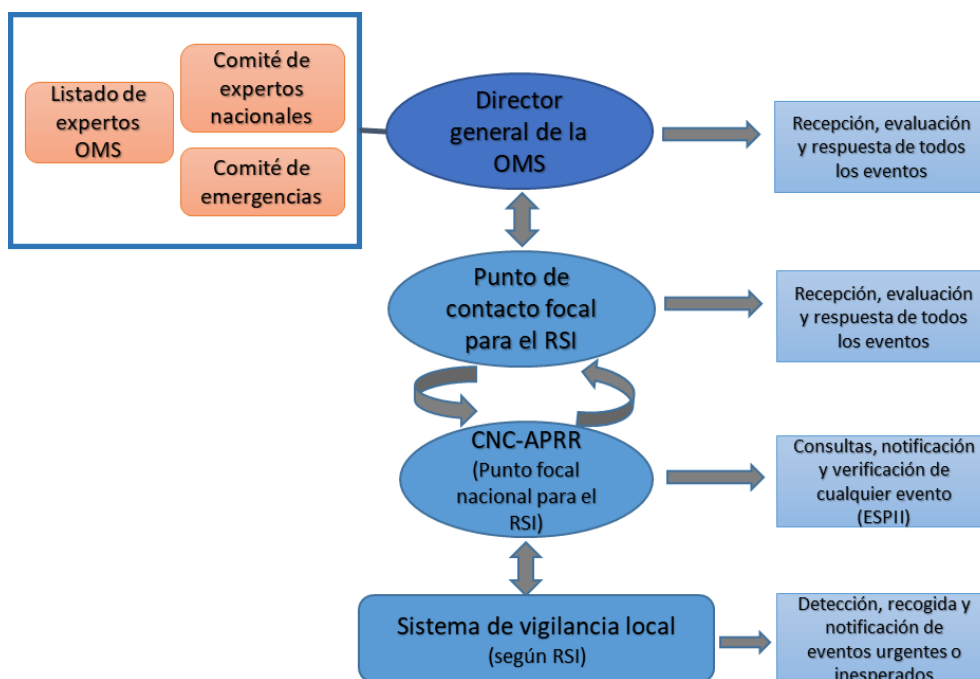 Listado de
expertos
OMS
Comité de
expertos
nacionales
Comité de
emergencias
Director
general de la
OMS
Recepción, evaluación
y respuesta de todos
los eventos
Punto de
contacto focal
para el RSI
Recepción, evaluación
y respuesta de todos
los eventos
CNC-APRR
(Punto focal
nacional para el
RSI)
Consultas, notificación
y verificación de
cualquier evento
(ESPII)
Sistema de vigilancia local
(según RSI)
Detección, recogida y
notificación de
eventos urgentes o
inesperados